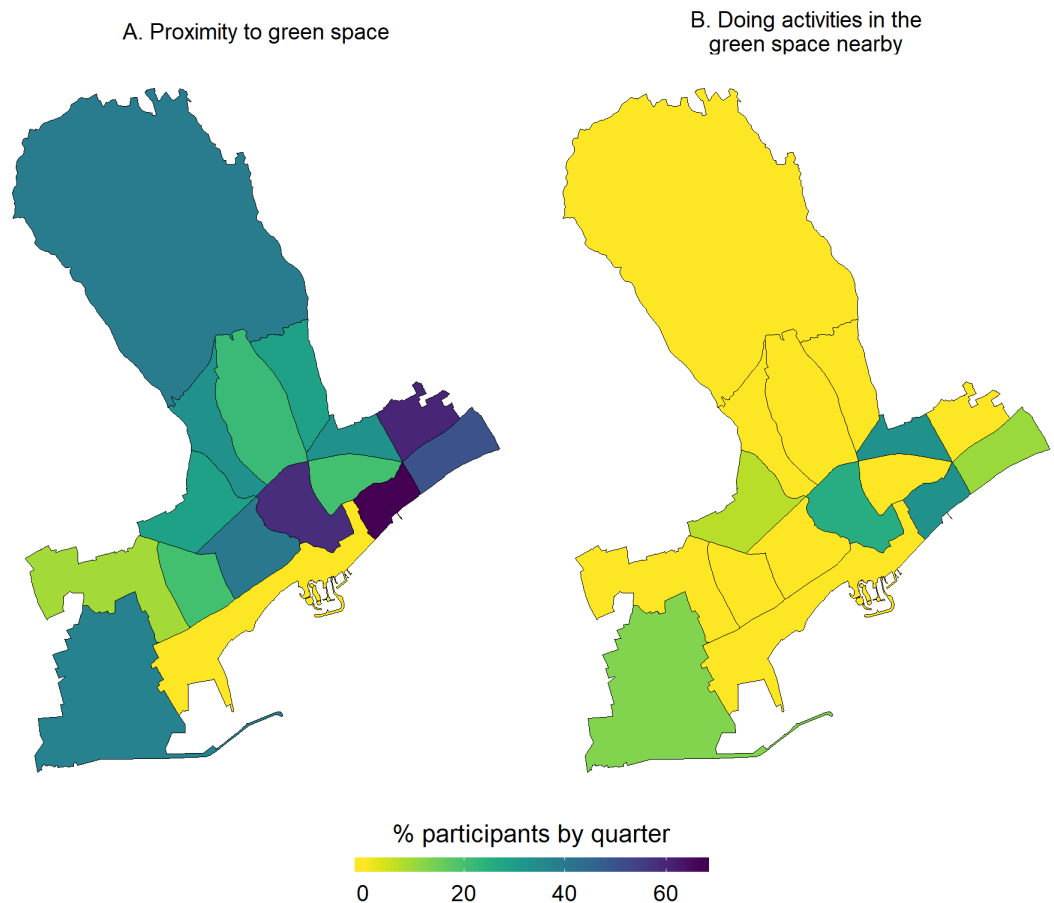 A. Proximity to green space
B. Doing activities in the
green space nearby
% participants by quarter
0 20 40 60